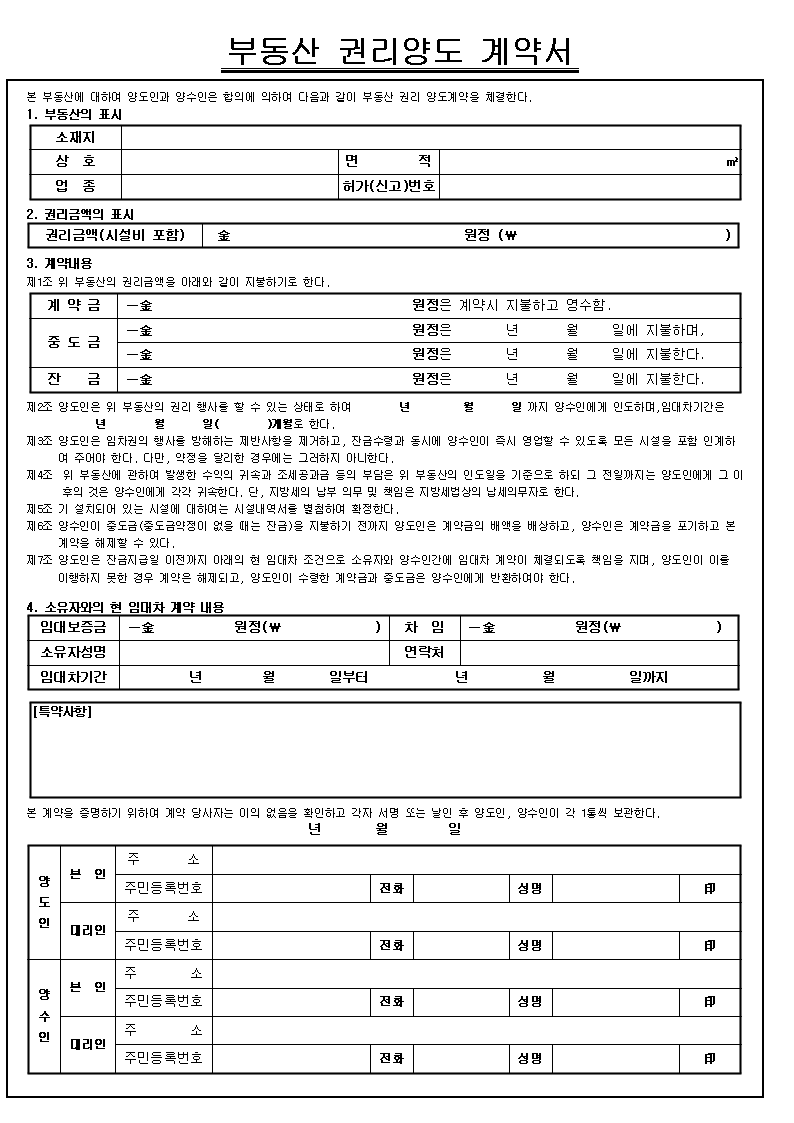 부동산 권리양도 계약서
본 부동산에 대하여 양도인과 양수인은 합의에 의하여 다음과 같이 부동산 권리 양도계약을 체결한다.
1. 부동산의 표시
소재지
상 호 면 적 ㎡
업 종 허가(신고)번호
2. 권리금액의 표시
권리금액(시설비 포함) 金 원정 (₩ )
3. 계약내용
제1조 위 부동산의 권리금액을 아래와 같이 지불하기로 한다.
계 약 금 一金 원정은 계약시 지불하고 영수함.
중 도 금 一金 원정은 년 월 일에 지불하며,
一金 원정은 년 월 일에 지불한다.
잔 금 一金 원정은 년 월 일에 지불한다.
제2조 양도인은 위 부동산의 권리 행사를 할 수 있는 상태로 하여 년 월 일 까지 양수인에게 인도하며,임대차기간은
년 월 일( )개월로 한다.
제3조 양도인은 임차권의 행사를 방해하는 제반사항을 제거하고, 잔금수령과 동시에 양수인이 즉시 영업할 수 있도록 모든 시설을 포함 인계하
여 주어야 한다. 다만, 약정을 달리한 경우에는 그러하지 아니한다.
제4조 위 부동산에 관하여 발생한 수익의 귀속과 조세공과금 등의 부담은 위 부동산의 인도일을 기준으로 하되 그 전일까지는 양도인에게 그 이
후의 것은 양수인에게 각각 귀속한다. 단, 지방세의 납부 의무 및 책임은 지방세법상의 납세의무자로 한다.
제5조 기 설치되어 있는 시설에 대하여는 시설내역서를 별첨하여 확정한다.
제6조 양수인이 중도금(중도금약정이 없을 때는 잔금)을 지불하기 전까지 양도인은 계약금의 배액을 배상하고, 양수인은 계약금을 포기하고 본
계약을 해제할 수 있다.
제7조 양도인은 잔금지급일 이전까지 아래의 현 임대차 조건으로 소유자와 양수인간에 임대차 계약이 체결되도록 책임을 지며, 양도인이 이를
이행하지 못한 경우 계약은 해제되고, 양도인이 수령한 계약금과 중도금은 양수인에게 반환하여야 한다.
4. 소유자와의 현 임대차 계약 내용
임대보증금 一金 원정(₩ ) 차 임 一金 원정(₩ )
소유자성명 연락처
임대차기간 년 월 일부터 년 월 일까지
[특약사항]
본 계약을 증명하기 위하여 계약 당사자는 이의 없음을 확인하고 각자 서명 또는 날인 후 양도인, 양수인이 각 1통씩 보관한다.
년 월 일
양도인 본 인 주 소
주민등록번호 전화 성명 印
대리인 주 소
주민등록번호 전화 성명 印
양수인 본 인 주 소
주민등록번호 전화 성명 印
대리인 주 소
주민등록번호 전화 성명 印